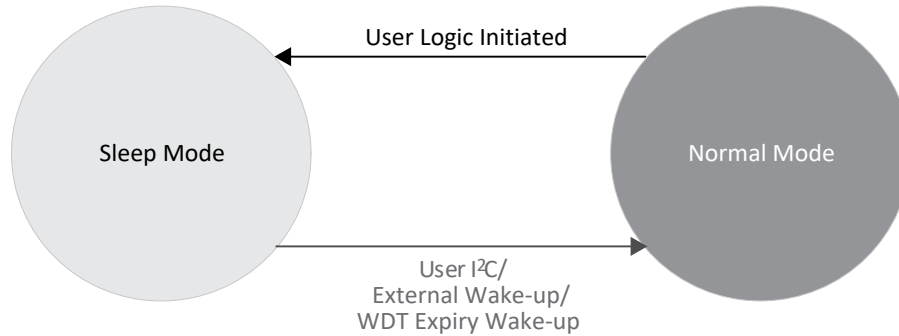 User Logic Initiated
Sleep Mode
Normal Mode
User I²C/
External Wake-up/
WDT Expiry Wake-up